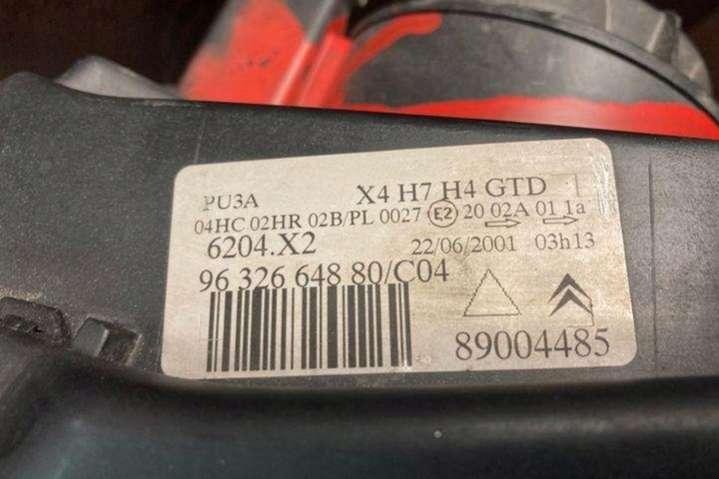 PU3A X4 H7 H4 GTD
04HC 02HR 02B/PL 0027 E2 20 02A 01 1a
6204.X2 22/06/2001 03h13
96 326 648 80/C04
89004485